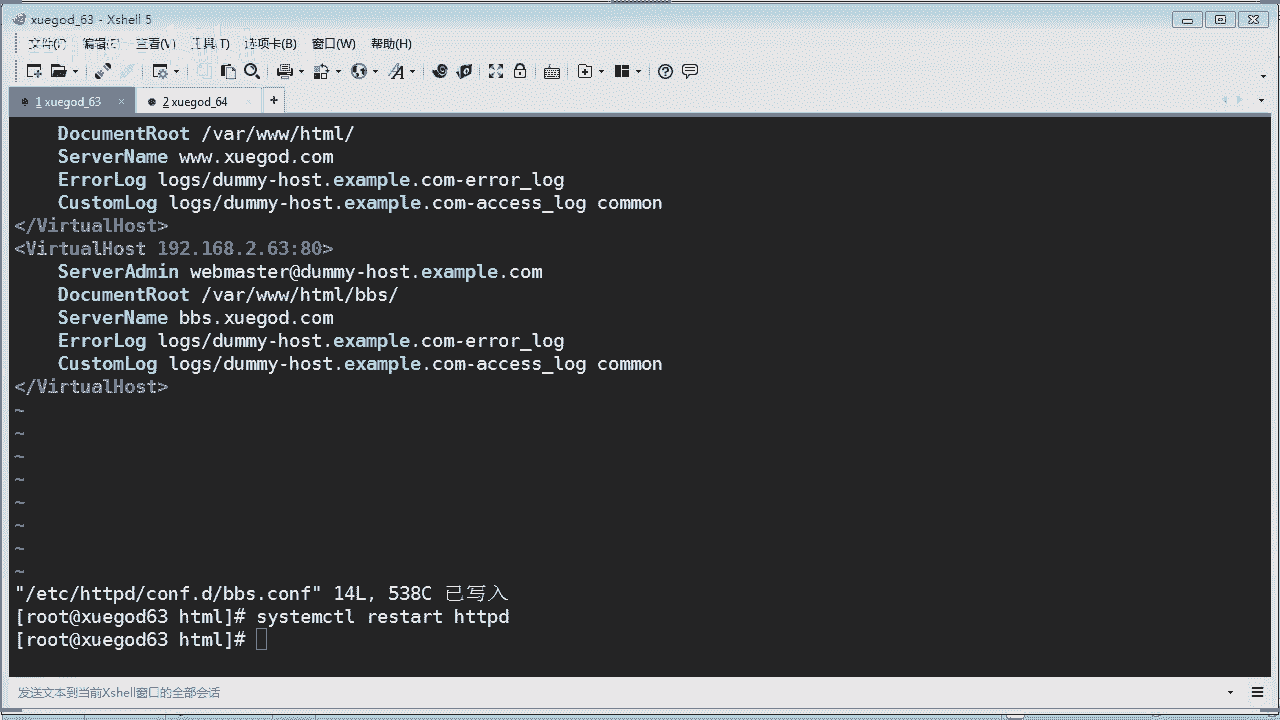 xuegod_63 - Xshell 5
文件(F) 编辑(E) 查看(V) 工具(T) 选项卡(B) 窗口(W) 帮助(H)
1 xuegod_63 × 2 xuegod_64 +
DocumentRoot /var/www/html/
ServerName www.xuegod.com
ErrorLog logs/dummy-host.example.com-error_log
CustomLog logs/dummy-host.example.com-access_log common
</VirtualHost>
<VirtualHost 192.168.2.63:80>
ServerAdmin webmaster@dummy-host.example.com
DocumentRoot /var/www/html/bbs/
ServerName bbs.xuegod.com
ErrorLog logs/dummy-host.example.com-error_log
CustomLog logs/dummy-host.example.com-access_log common
</VirtualHost>
~
~
~
~
~
~
~
~
"/etc/httpd/conf.d/bbs.conf" 14L, 538C 已写入
[root@xuegod63 html]# systemctl restart httpd
[root@xuegod63 html]#
发送文本到当前Xshell窗口的全部会话